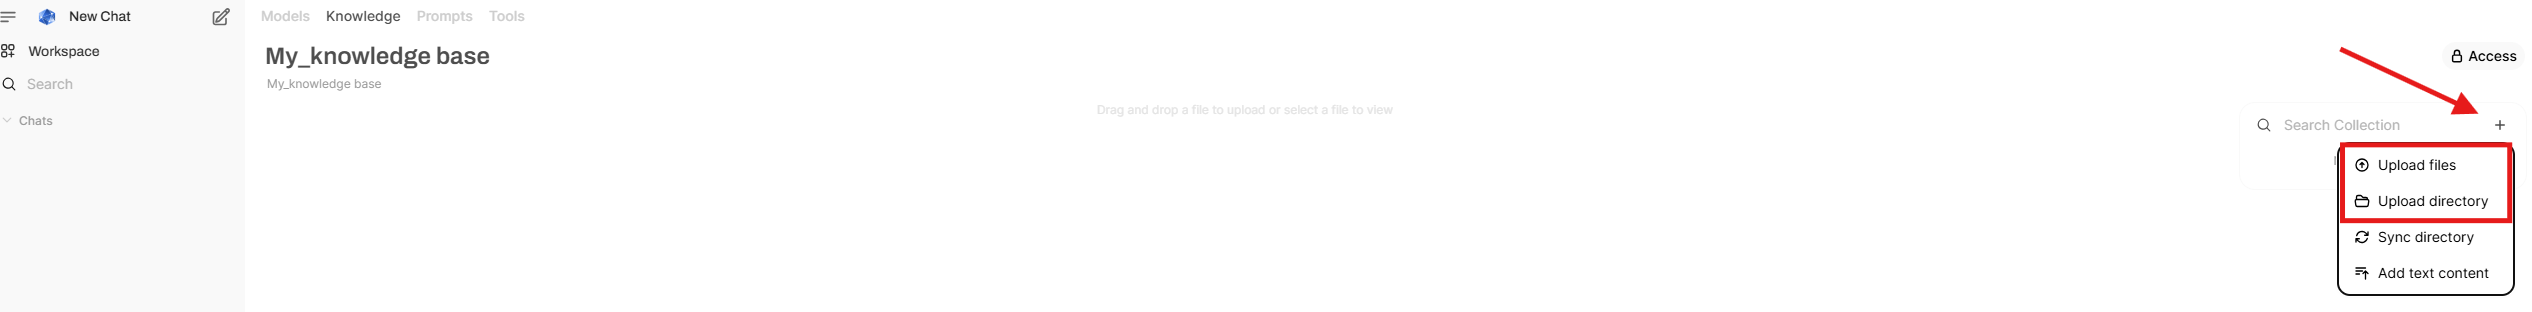 New Chat
Workspace
Search
Chats
Models Knowledge Prompts Tools
My_knowledge base
Access
My_knowledge base
Drag and drop a file to upload or select a file to view
Search Collection
Upload files
Upload directory
Sync directory
Add text content